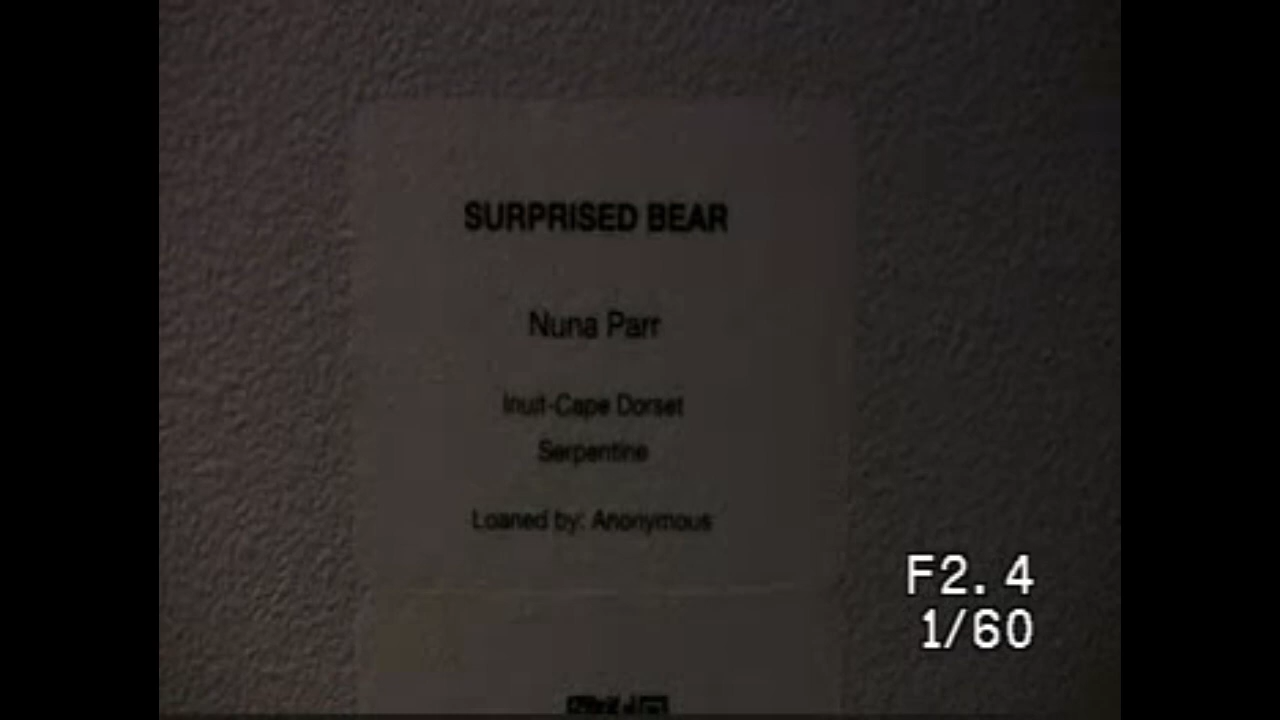 SURPRISED BEAR
Nuna Parr
Inuit-Cape Dorset
Serpentine
Loaned by: Anonymous
F2.4
1/60